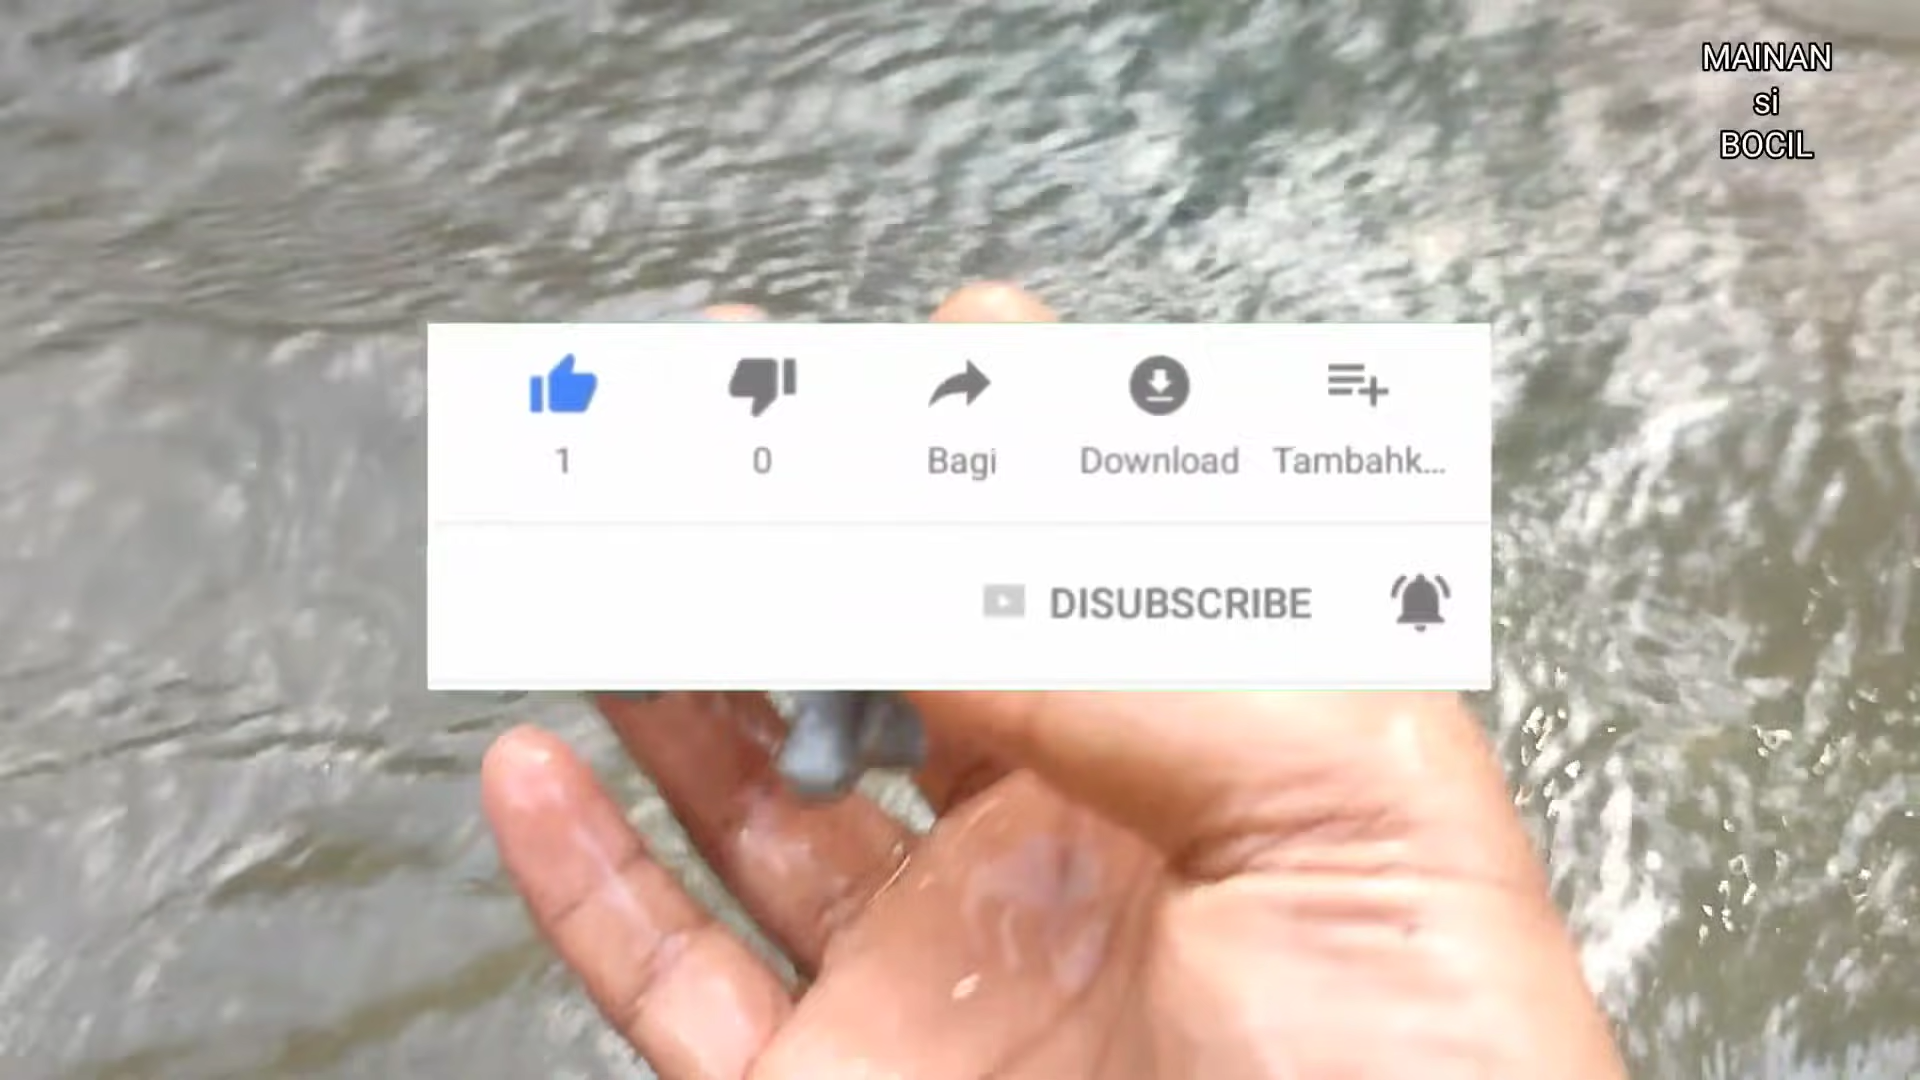 MAINAN
si
BOCIL
1 0 Bagi Download Tambahk...
DISUBSCRIBE